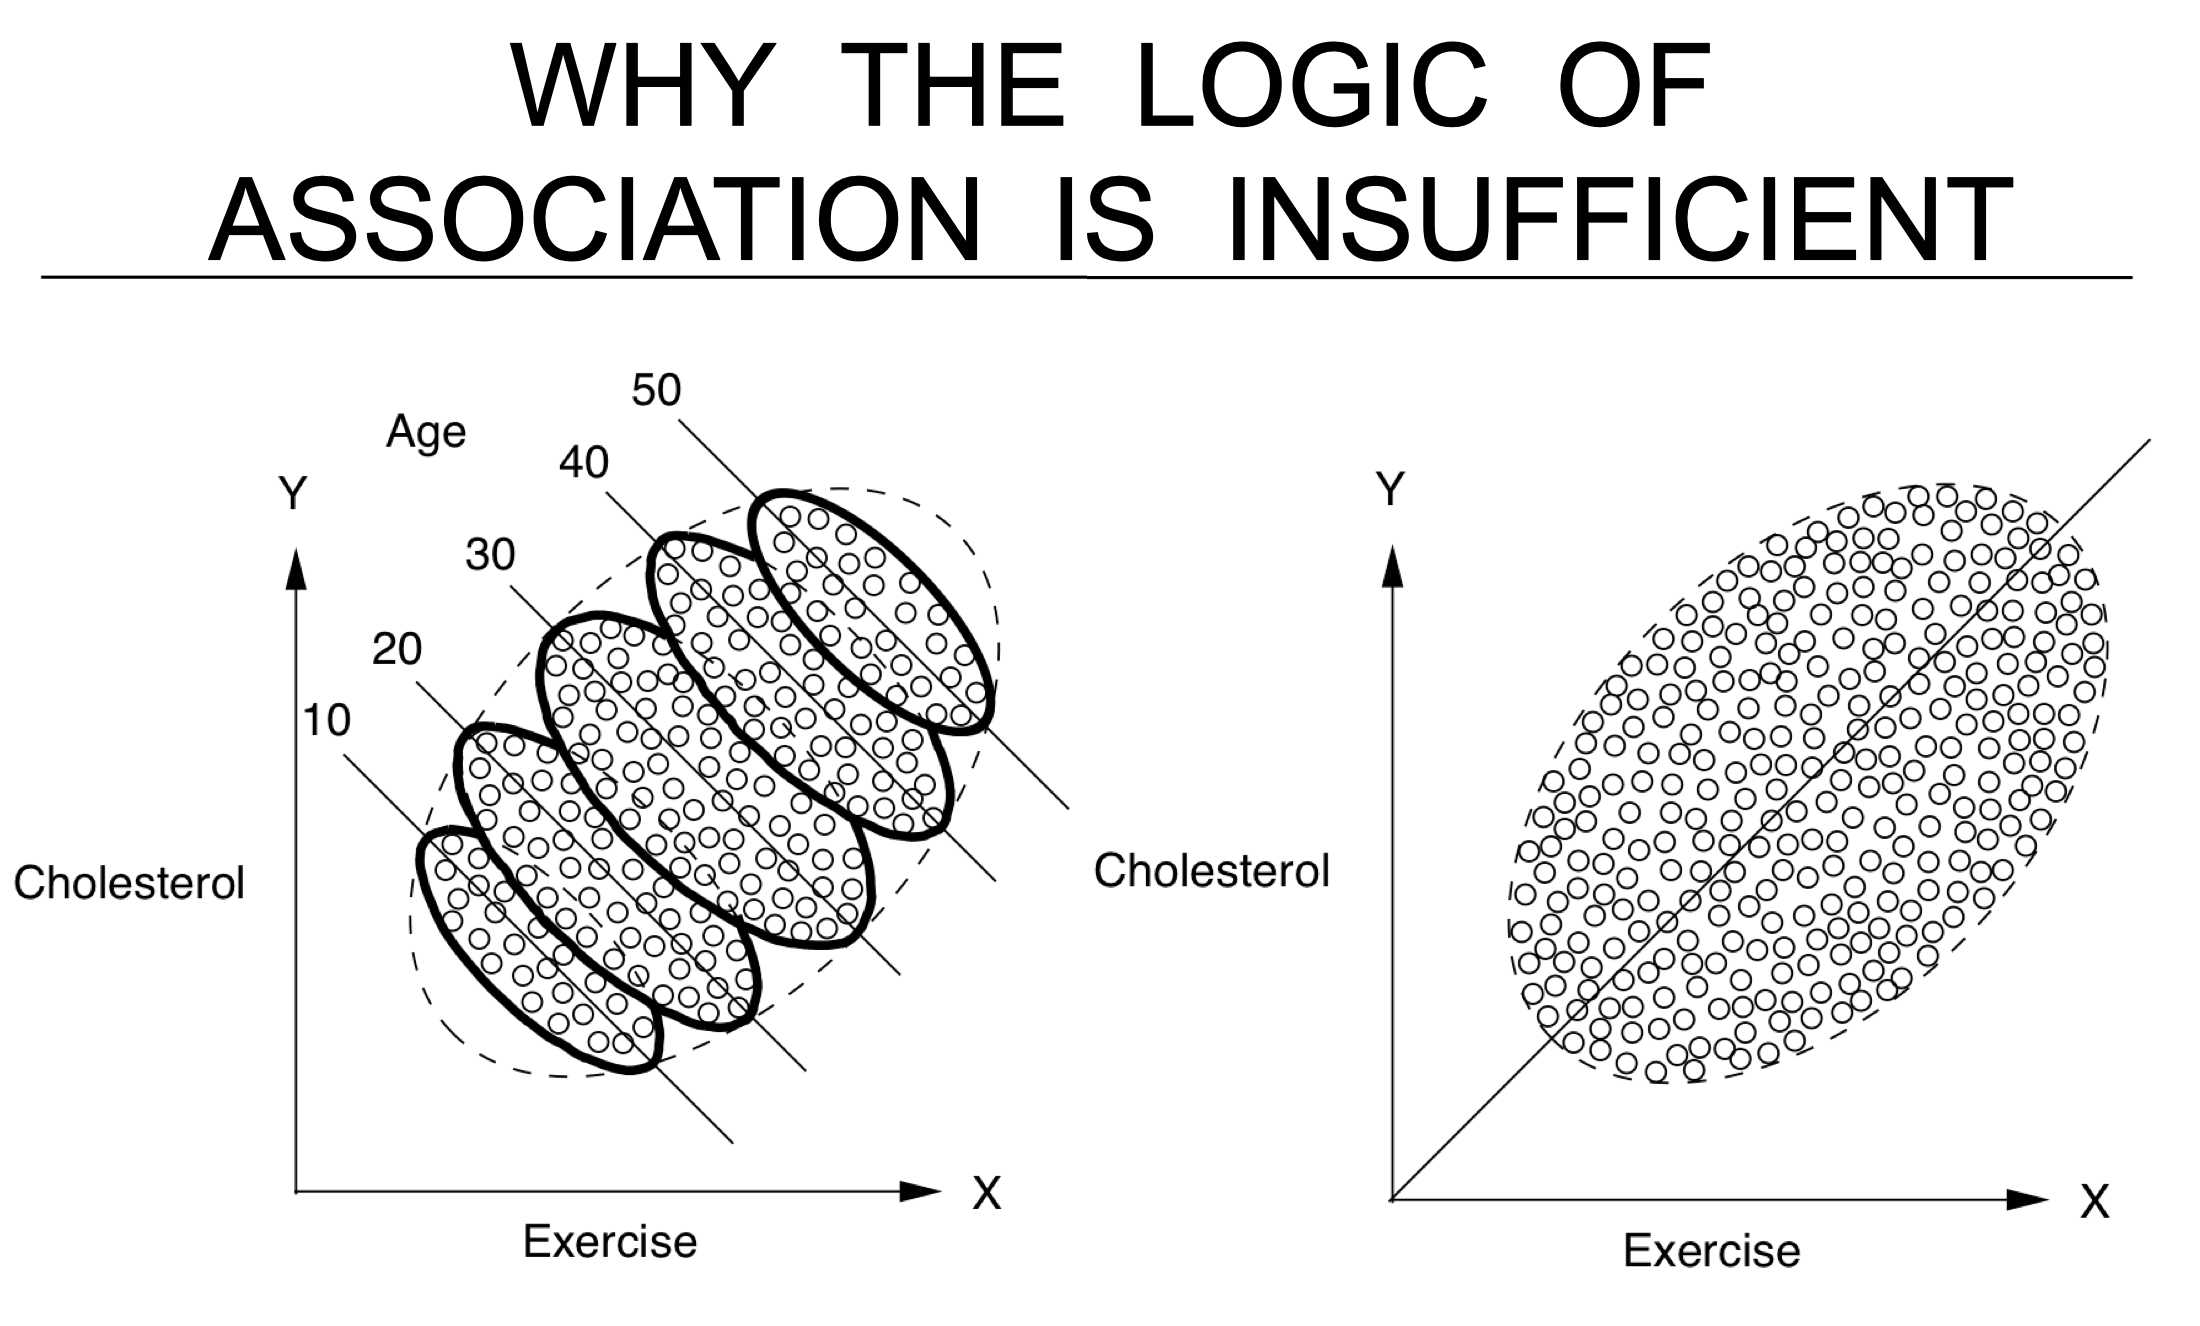 WHY THE LOGIC OF
ASSOCIATION IS INSUFFICIENT
Age
50
40
30
20
10
Y
Cholesterol
X
Exercise
Y
Cholesterol
X
Exercise